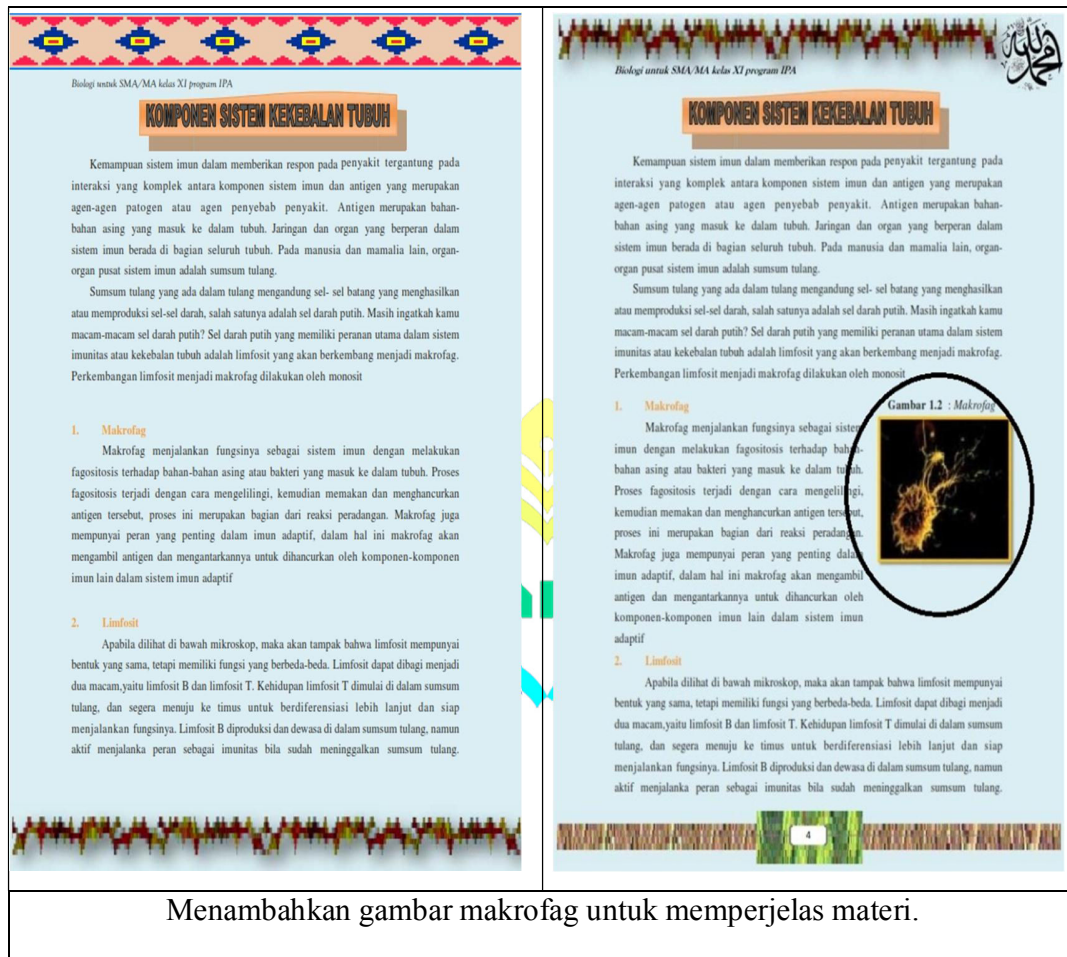 Biologi untuk SMA/MA kelas XI program IPA
KOMPONEN SISTEM KEKEBALAN TUBUH
Kemampuan sistem imun dalam memberikan respon pada penyakit tergantung pada
interaksi yang komplek antara komponen sistem imun dan antigen yang merupakan
agen-agen patogen atau agen penyebab penyakit. Antigen merupakan bahan-
bahan asing yang masuk ke dalam tubuh. Jaringan dan organ yang berperan dalam
sistem imun berada di bagian seluruh tubuh. Pada manusia dan mamalia lain, organ-
organ pusat sistem imun adalah sumsum tulang.
Sumsum tulang yang ada dalam tulang mengandung sel- sel batang yang menghasilkan
atau memproduksi sel-sel darah, salah satunya adalah sel darah putih. Masih ingatkah kamu
macam-macam sel darah putih? Sel darah putih yang memiliki peranan utama dalam sistem
imunitas atau kekebalan tubuh adalah limfosit yang akan berkembang menjadi makrofag.
Perkembangan limfosit menjadi makrofag dilakukan oleh monosit
1. Makrofag
Makrofag menjalankan fungsinya sebagai sistem imun dengan melakukan
fagositosis terhadap bahan-bahan asing atau bakteri yang masuk ke dalam tubuh. Proses
fagositosis terjadi dengan cara mengelilingi, kemudian memakan dan menghancurkan
antigen tersebut, proses ini merupakan bagian dari reaksi peradangan. Makrofag juga
mempunyai peran yang penting dalam imun adaptif, dalam hal ini makrofag akan
mengambil antigen dan mengantarkannya untuk dihancurkan oleh komponen-komponen
imun lain dalam sistem imun adaptif
2. Limfosit
Apabila dilihat di bawah mikroskop, maka akan tampak bahwa limfosit mempunyai
bentuk yang sama, tetapi memiliki fungsi yang berbeda-beda. Limfosit dapat dibagi menjadi
dua macam,yaitu limfosit B dan limfosit T. Kehidupan limfosit T dimulai di dalam sumsum
tulang, dan segera menuju ke timus untuk berdiferensiasi lebih lanjut dan siap
menjalankan fungsinya. Limfosit B diproduksi dan dewasa di dalam sumsum tulang, namun
aktif menjalanka peran sebagai imunitas bila sudah meninggalkan sumsum tulang.
Biologi untuk SMA/MA kelas XI program IPA
KOMPONEN SISTEM KEKEBALAN TUBUH
Kemampuan sistem imun dalam memberikan respon pada penyakit tergantung pada
interaksi yang komplek antara komponen sistem imun dan antigen yang merupakan
agen-agen patogen atau agen penyebab penyakit. Antigen merupakan bahan-
bahan asing yang masuk ke dalam tubuh. Jaringan dan organ yang berperan dalam
sistem imun berada di bagian seluruh tubuh. Pada manusia dan mamalia lain, organ-
organ pusat sistem imun adalah sumsum tulang.
Sumsum tulang yang ada dalam tulang mengandung sel- sel batang yang menghasilkan
atau memproduksi sel-sel darah, salah satunya adalah sel darah putih. Masih ingatkah kamu
macam-macam sel darah putih? Sel darah putih yang memiliki peranan utama dalam sistem
imunitas atau kekebalan tubuh adalah limfosit yang akan berkembang menjadi makrofag.
Perkembangan limfosit menjadi makrofag dilakukan oleh monosit
1. Makrofag
Makrofag menjalankan fungsinya sebagai sistem
imun dengan melakukan fagositosis terhadap bahan-
bahan asing atau bakteri yang masuk ke dalam tubuh.
Proses fagositosis terjadi dengan cara mengelilingi,
kemudian memakan dan menghancurkan antigen tersebut,
proses ini merupakan bagian dari reaksi peradangan.
Makrofag juga mempunyai peran yang penting dalam
imun adaptif, dalam hal ini makrofag akan mengambil
antigen dan mengantarkannya untuk dihancurkan oleh
komponen-komponen imun lain dalam sistem imun
adaptif
Gambar 1.2 : Makrofag
2. Limfosit
Apabila dilihat di bawah mikroskop, maka akan tampak bahwa limfosit mempunyai
bentuk yang sama, tetapi memiliki fungsi yang berbeda-beda. Limfosit dapat dibagi menjadi
dua macam,yaitu limfosit B dan limfosit T. Kehidupan limfosit T dimulai di dalam sumsum
tulang, dan segera menuju ke timus untuk berdiferensiasi lebih lanjut dan siap
menjalankan fungsinya. Limfosit B diproduksi dan dewasa di dalam sumsum tulang, namun
aktif menjalanka peran sebagai imunitas bila sudah meninggalkan sumsum tulang.
4
Menambahkan gambar makrofag untuk memperjelas materi.